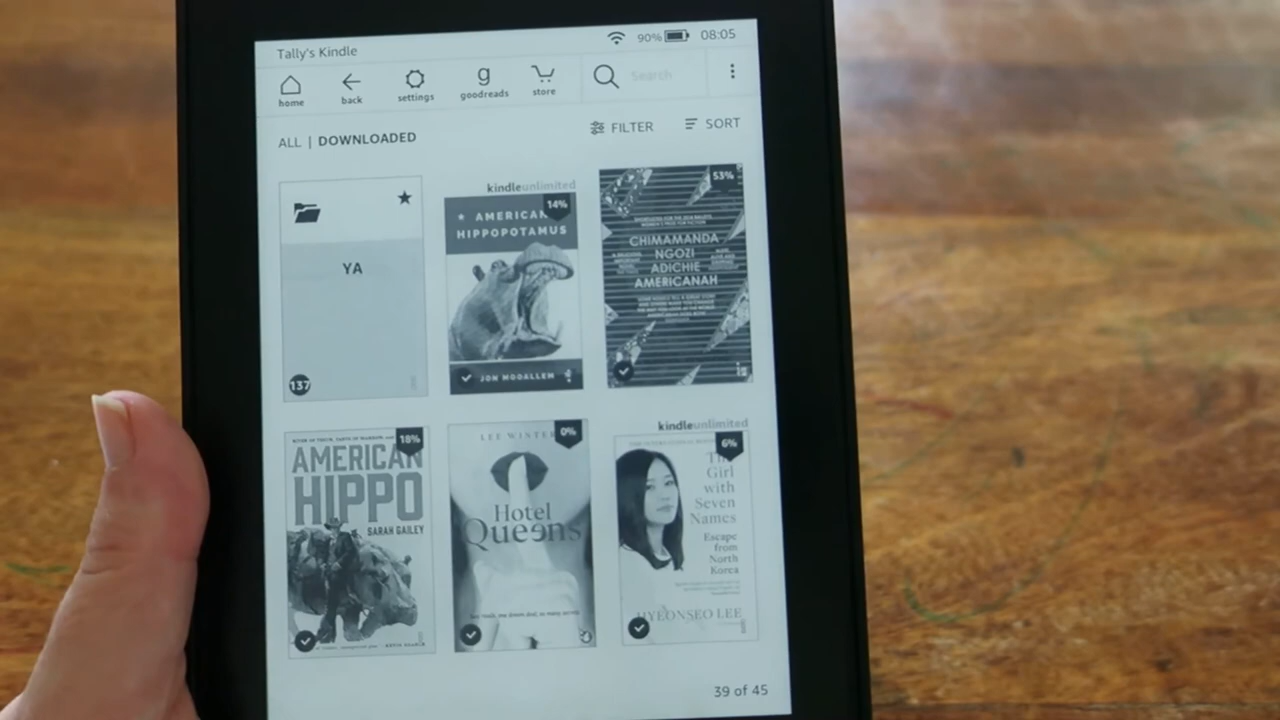 Tally's Kindle
90% 08:05
home back settings goodreads store Search
ALL | DOWNLOADED
FILTER SORT
YA
137
kindleunlimited
14%
AMERICAN
HIPPOPOTAMUS
JON MOOALLEM
53%
CHIMAMANDA
NGOZI
ADICHIE
AMERICANAH
18%
AMERICAN
HIPPO
SARAH GAILEY
0%
LEE WINTER
Hotel
Queens
kindleunlimited
6%
The
Girl
with
Seven
Names
Escape
from
North
Korea
HYEONSEO LEE
39 of 45